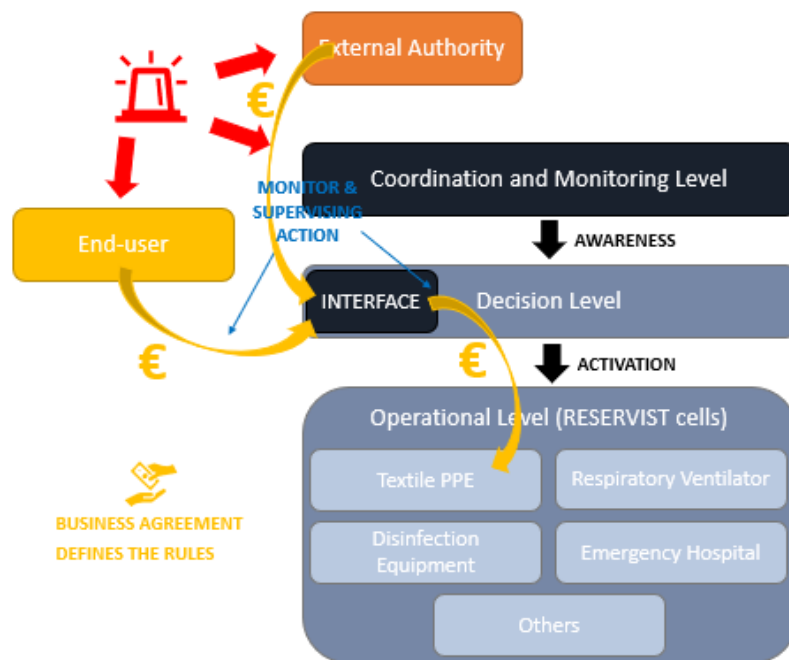 External Authority
€
Coordination and Monitoring Level
MONITOR &
SUPERVISING
ACTION
End-user
AWARENESS
INTERFACE
Decision Level
€
€
ACTIVATION
Operational Level (RESERVIST cells)
Textile PPE
Respiratory Ventilator
BUSINESS AGREEMENT
DEFINES THE RULES
Disinfection
Equipment
Emergency Hospital
Others